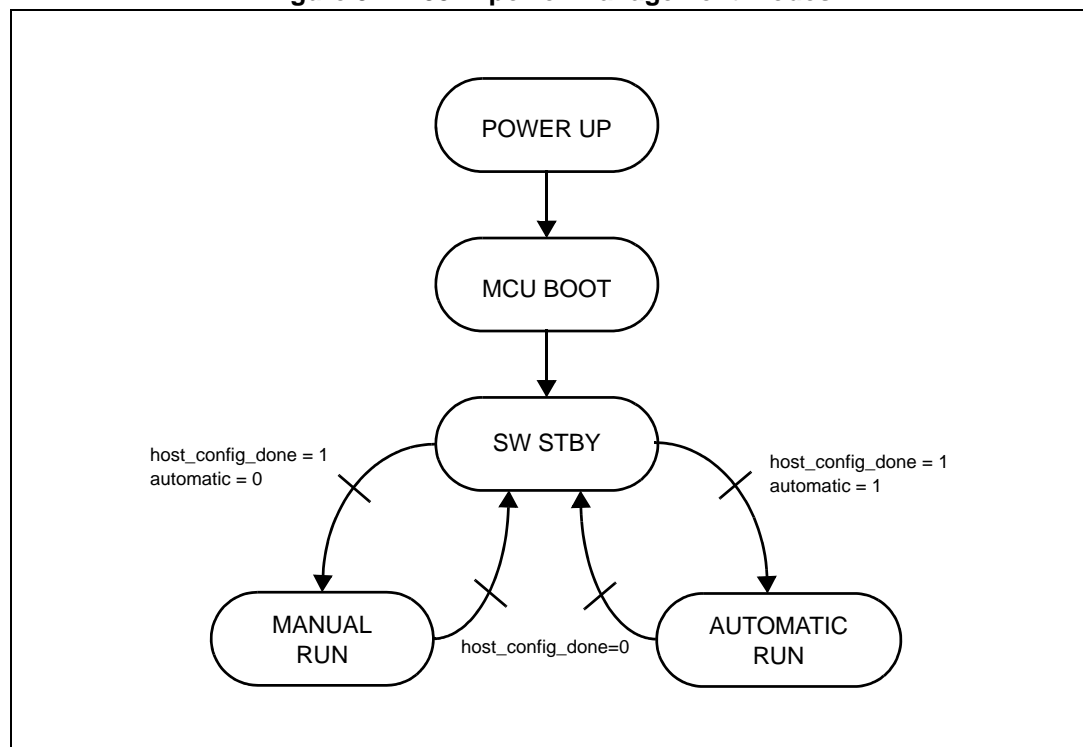 POWER UP
MCU BOOT
SW STBY
host_config_done = 1
automatic = 0
host_config_done = 1
automatic = 1
MANUAL
RUN
host_config_done=0
AUTOMATIC
RUN